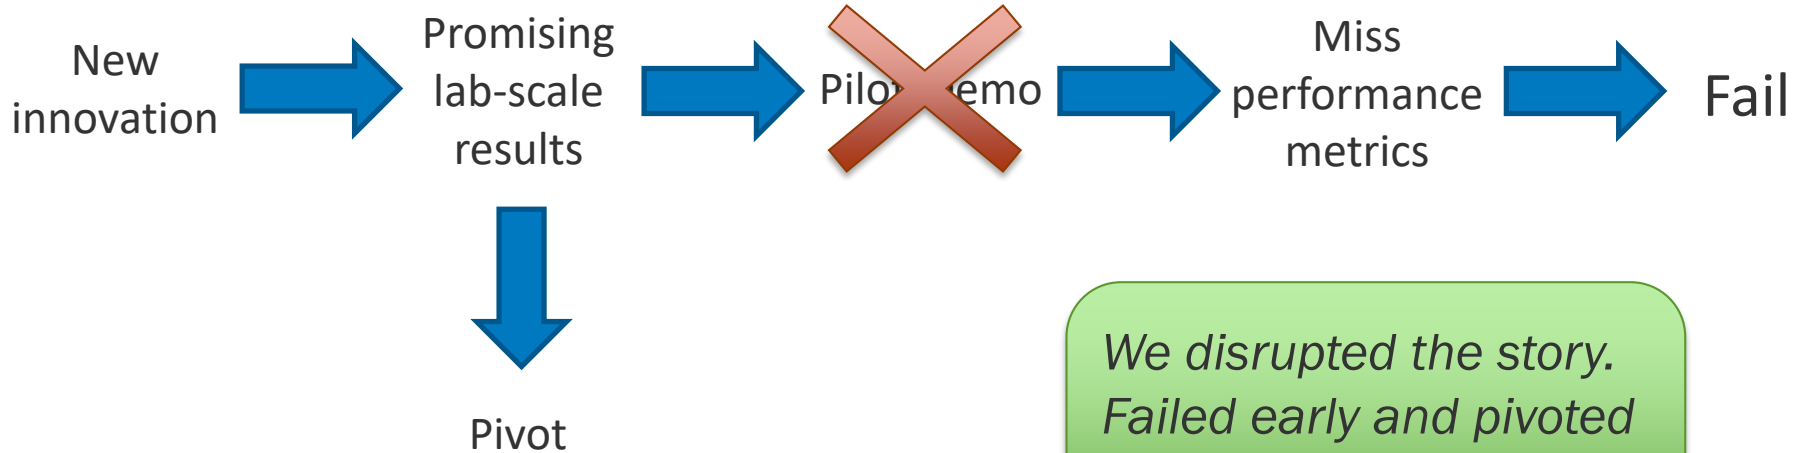 New
innovation
Promising
lab-scale
results
Pilot emo
Miss
performance
metrics
Fail
Pivot
We disrupted the story.
Failed early and pivoted